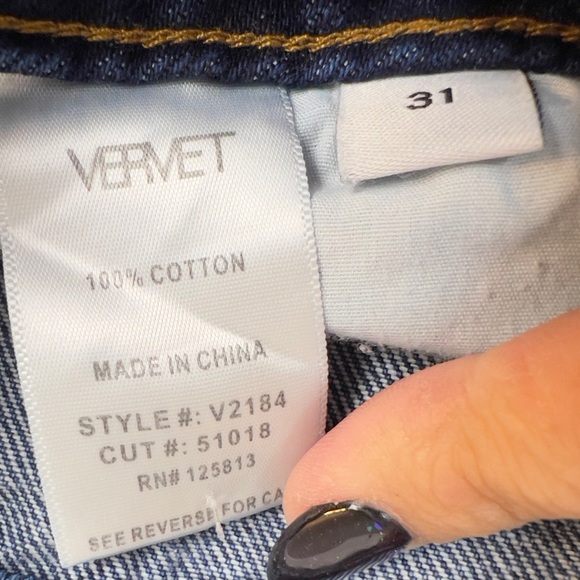 VERVET
31
100% COTTON
MADE IN CHINA
STYLE #: V2184
CUT #: 51018
RN# 125813
SEE REVERSE FOR